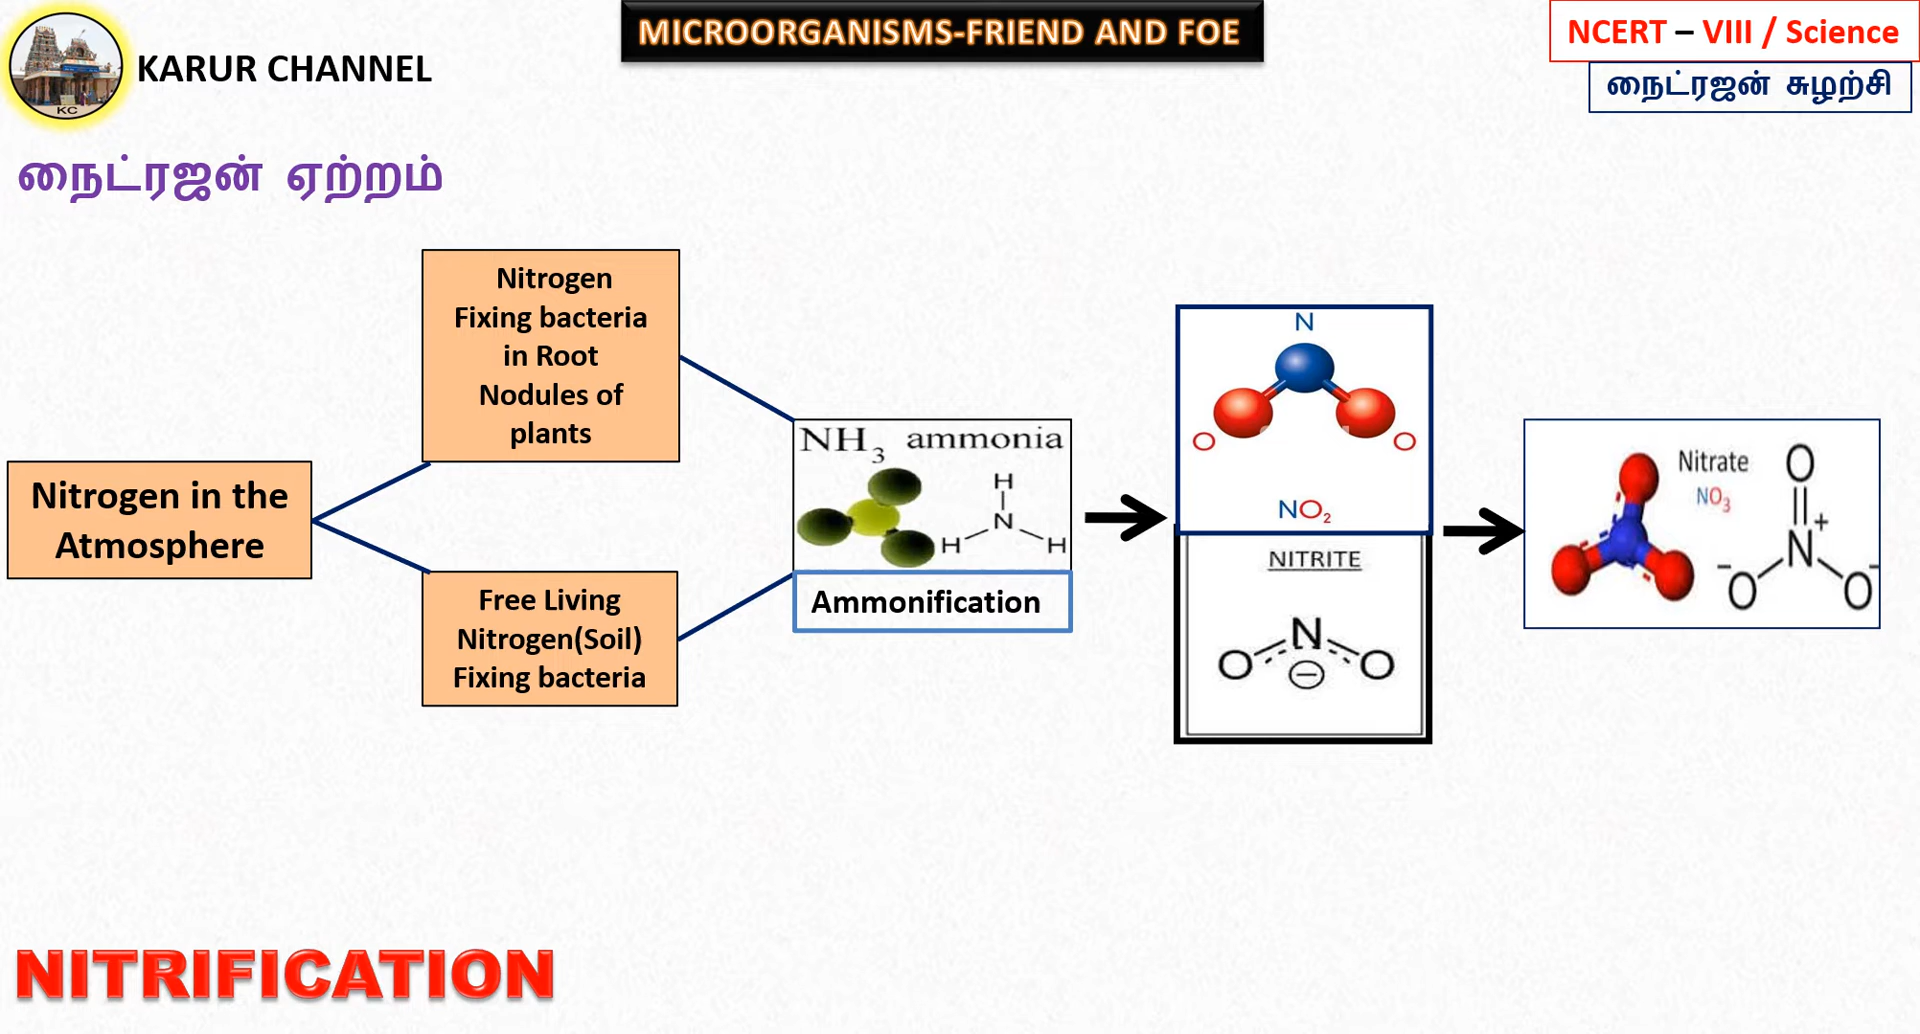 MICROORGANISMS-FRIEND AND FOE
NCERT – VIII / Science
KARUR CHANNEL
KC
நைட்ரஜன் சுழற்சி
நைட்ரஜன் ஏற்றம்
Nitrogen in the
Atmosphere
Nitrogen
Fixing bacteria
in Root
Nodules of
plants
Free Living
Nitrogen(Soil)
Fixing bacteria
NH₃ ammonia
H
N
H H
Ammonification
N
O O
NO₂
NITRITE
N
O ⊖ O
Nitrate
NO₃
O
N+
-O O-
NITRIFICATION